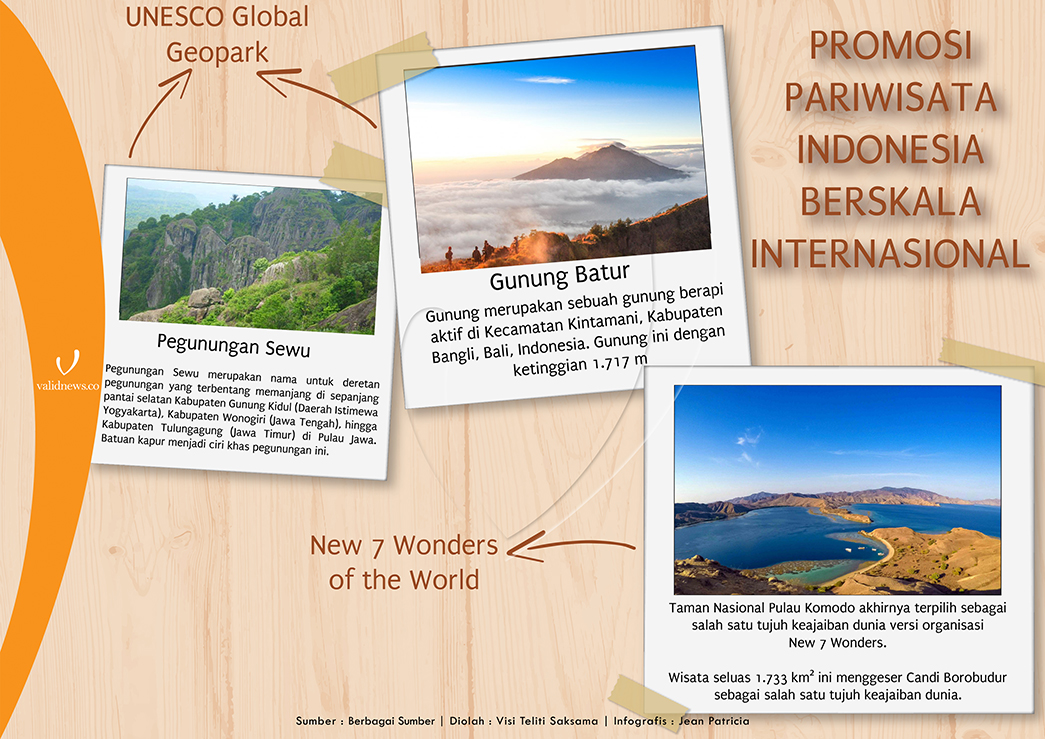 UNESCO Global
Geopark
PROMOSI
PARIWISATA
INDONESIA
BERSKALA
INTERNASIONAL
Gunung Batur
Gunung merupakan sebuah gunung berapi
aktif di Kecamatan Kintamani, Kabupaten
Bangli, Bali, Indonesia. Gunung ini dengan
ketinggian 1.717 m
Pegunungan Sewu
Pegunungan Sewu merupakan nama untuk deretan
pegunungan yang terbentang memanjang di sepanjang
pantai selatan Kabupaten Gunung Kidul (Daerah Istimewa
Yogyakarta), Kabupaten Wonogiri (Jawa Tengah), hingga
Kabupaten Tulungagung (Jawa Timur) di Pulau Jawa.
Batuan kapur menjadi ciri khas pegunungan ini.
validnews.co
New 7 Wonders
of the World
Taman Nasional Pulau Komodo akhirnya terpilih sebagai
salah satu tujuh keajaiban dunia versi organisasi
New 7 Wonders.
Wisata seluas 1.733 km² ini menggeser Candi Borobudur
sebagai salah satu tujuh keajaiban dunia.
Sumber : Berbagai Sumber | Diolah : Visi Teliti Saksama | Infografis : Jean Patricia